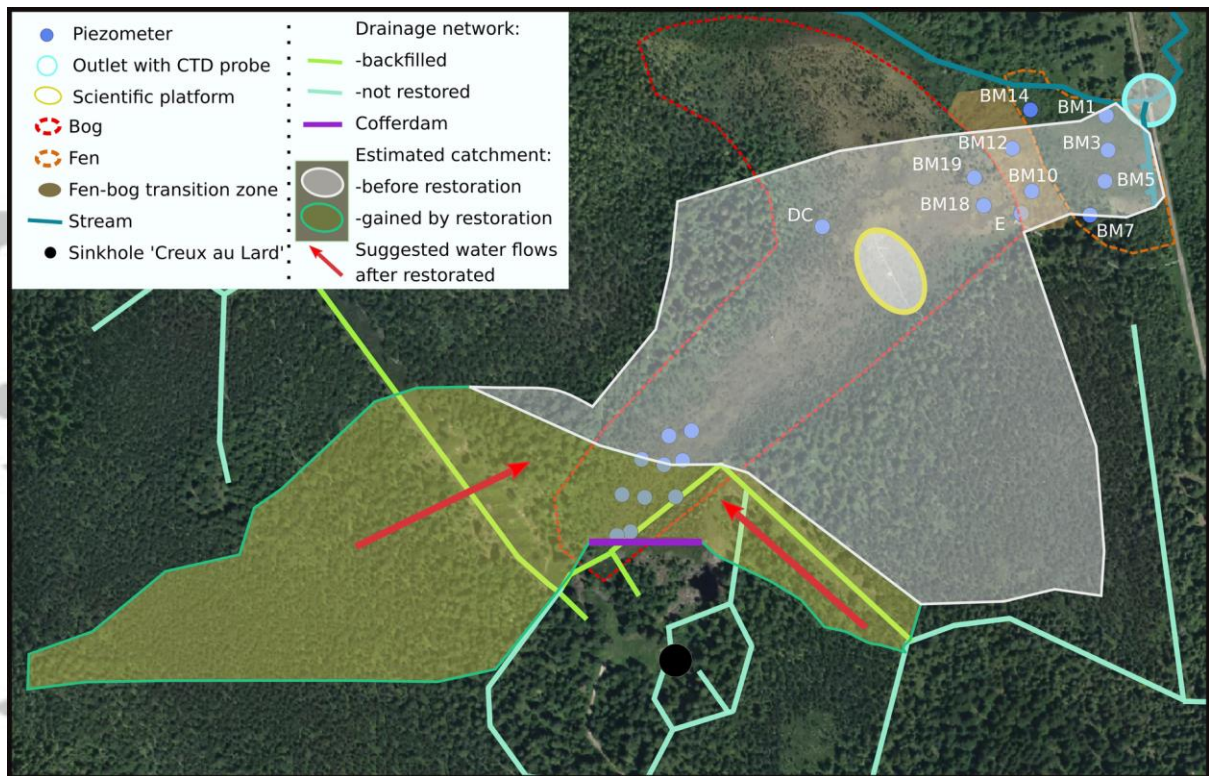 Piezometer
Outlet with CTD probe
Scientific platform
Bog
Fen
Fen-bog transition zone
Stream
Sinkhole 'Creux au Lard'
Drainage network:
-backfilled
-not restored
Cofferdam
Estimated catchment:
-before restoration
-gained by restoration
Suggested water flows
after restorated
BM14
BM1
BM12
BM3
BM19
BM10
BM5
BM18
DC
E
BM7